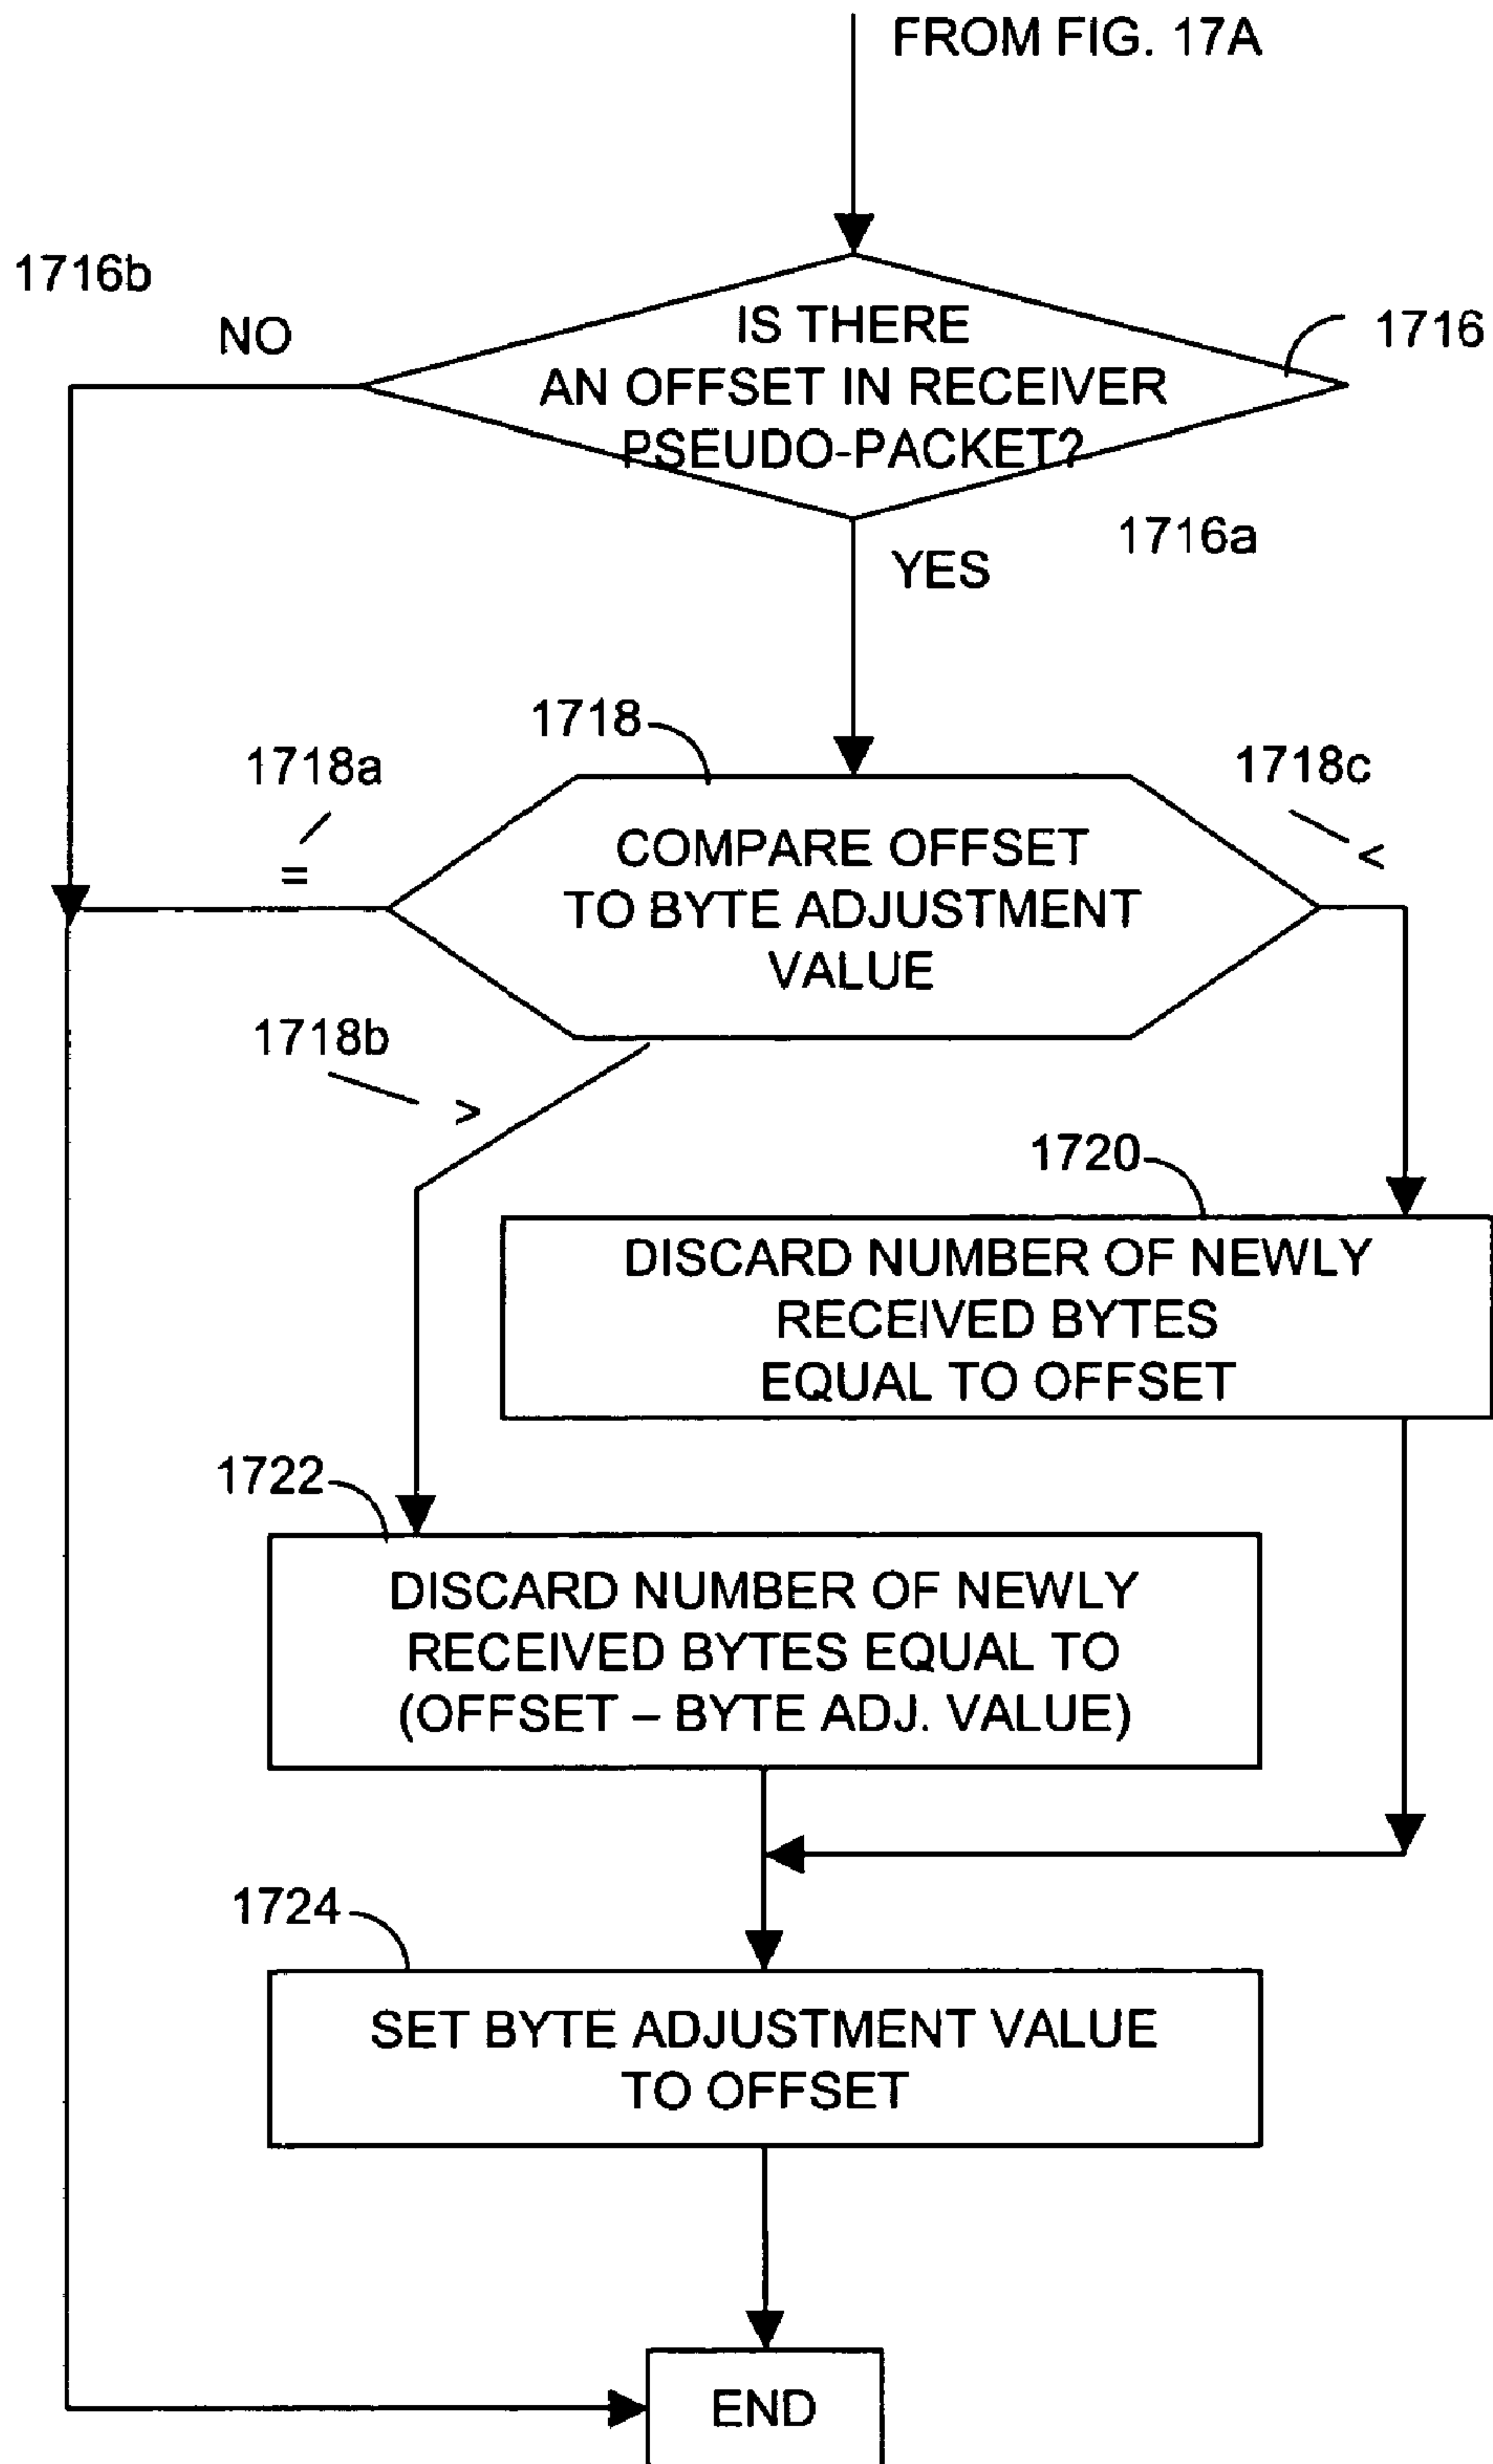 FROM FIG. 17A
1716b
NO
IS THERE
AN OFFSET IN RECEIVER
PSEUDO-PACKET?
1716
1716a
YES
1718
1718a
=
1718c
<
COMPARE OFFSET
TO BYTE ADJUSTMENT
VALUE
1718b
>
1720
DISCARD NUMBER OF NEWLY
RECEIVED BYTES
EQUAL TO OFFSET
1722
DISCARD NUMBER OF NEWLY
RECEIVED BYTES EQUAL TO
(OFFSET – BYTE ADJ. VALUE)
1724
SET BYTE ADJUSTMENT VALUE
TO OFFSET
END